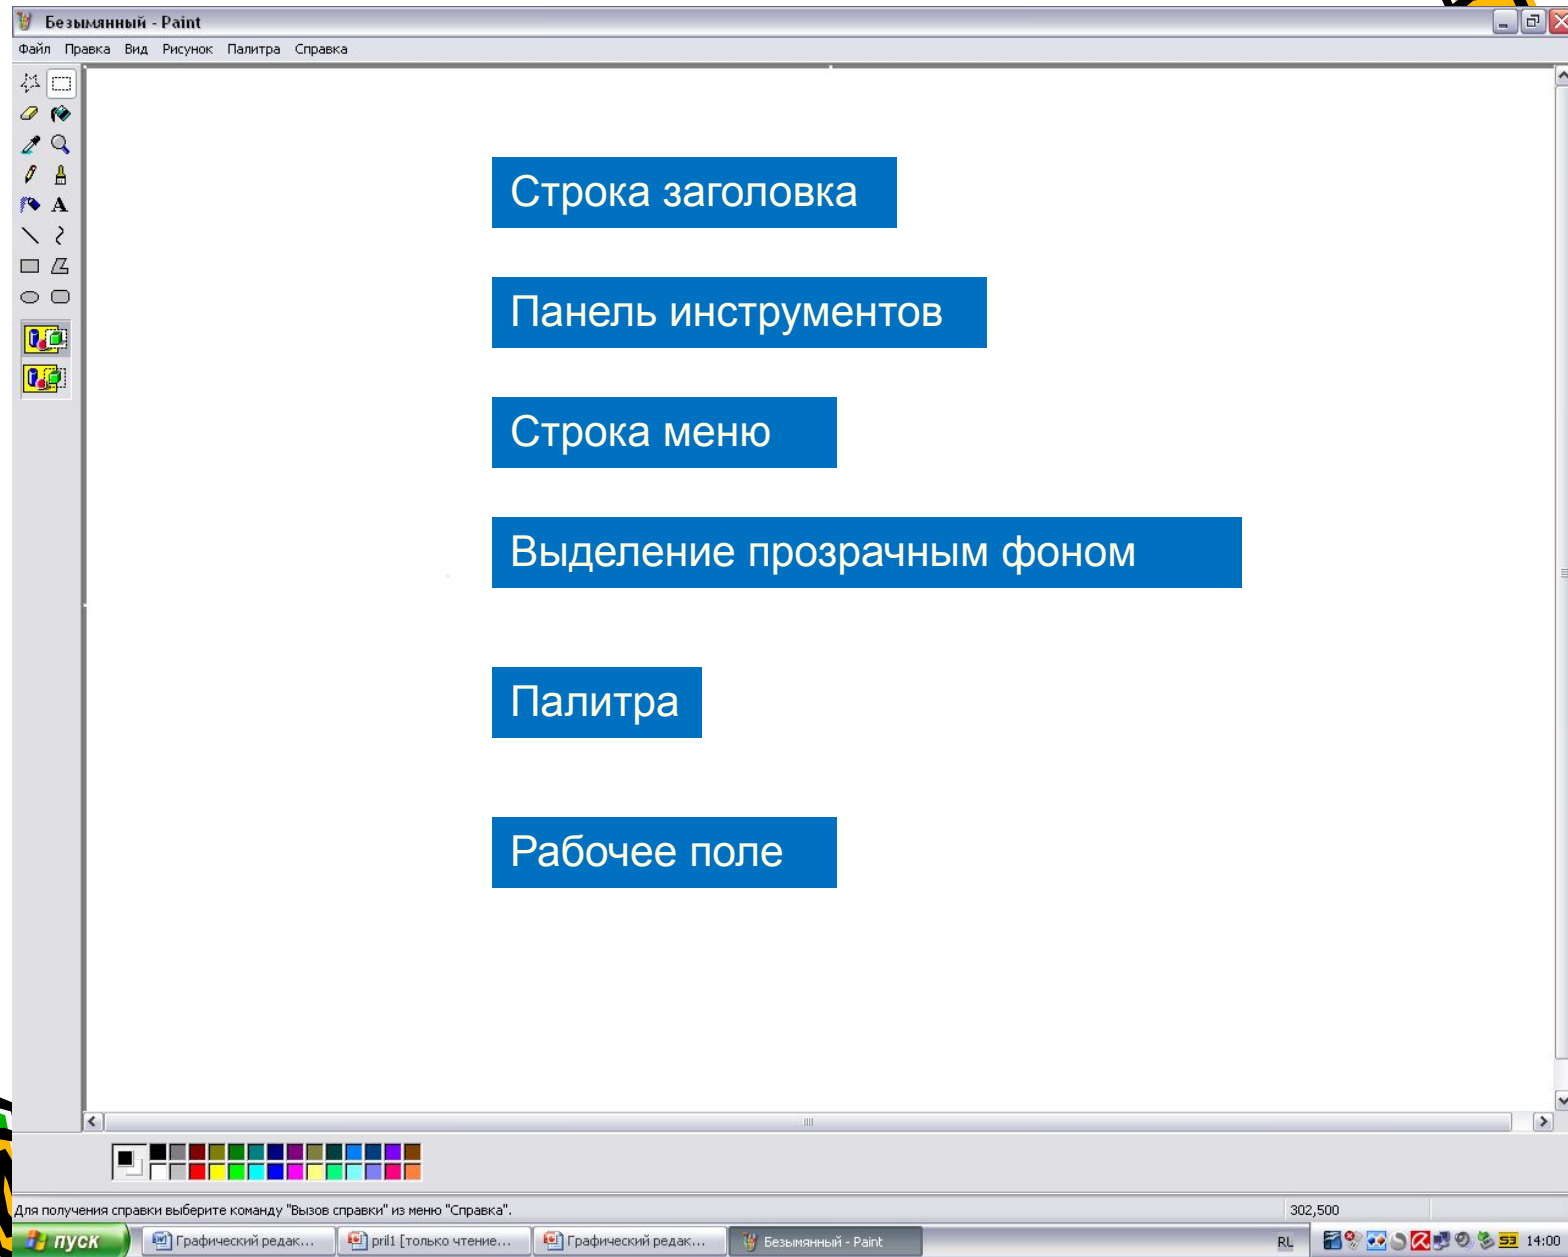 Безымянный - Paint
Файл Правка Вид Рисунок Палитра Справка
A
Строка заголовка
Панель инструментов
Строка меню
Выделение прозрачным фоном
Палитра
Рабочее поле
Для получения справки выберите команду "Вызов справки" из меню "Справка".
302,500
пуск
Графический редак...
pril1 [только чтение...
Графический редак...
Безымянный - Paint
RL
53
14:00